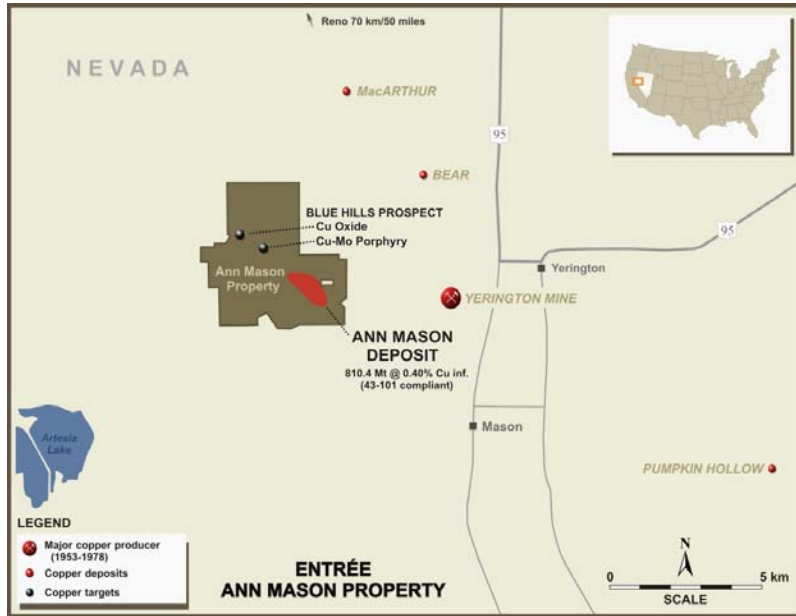 Reno 70 km/50 miles
NEVADA
MacARTHUR
95
BEAR
BLUE HILLS PROSPECT
Cu Oxide
Cu-Mo Porphyry
95
Ann Mason
Property
Yerington
YERINGTON MINE
ANN MASON
DEPOSIT
810.4 Mt @ 0.40% Cu inf.
(43-101 compliant)
Artesia
Lake
Mason
PUMPKIN HOLLOW
LEGEND
Major copper producer
(1953-1978)
Copper deposits
Copper targets
ENTRÉE
ANN MASON PROPERTY
N
0 5 km
SCALE